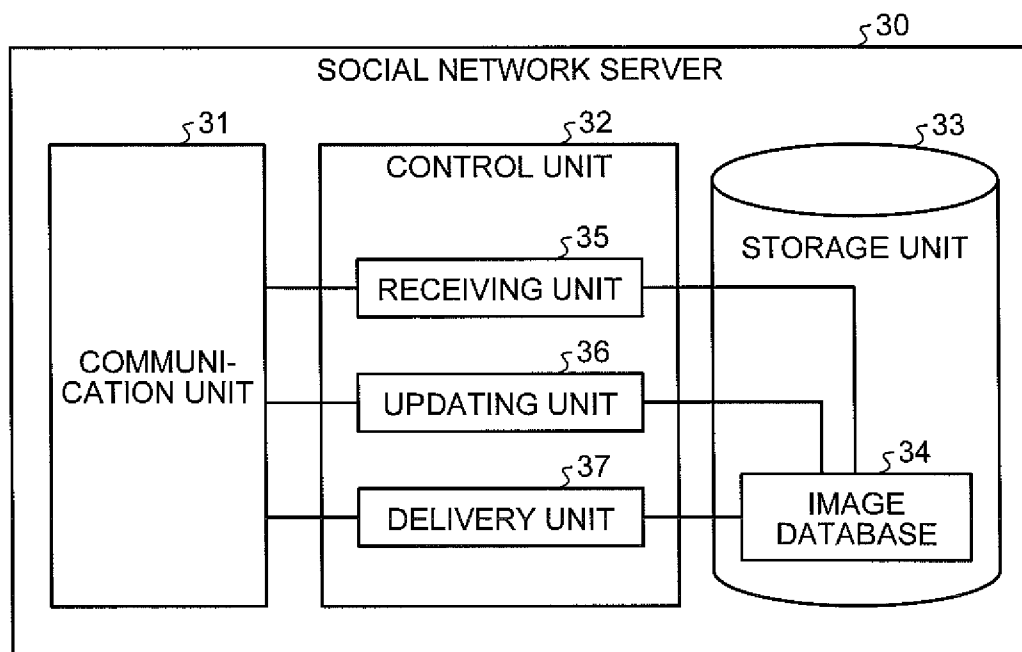 30
SOCIAL NETWORK SERVER
31
32
33
CONTROL UNIT
STORAGE UNIT
35
RECEIVING UNIT
COMMUNI-
CATION UNIT
36
UPDATING UNIT
37
DELIVERY UNIT
34
IMAGE
DATABASE